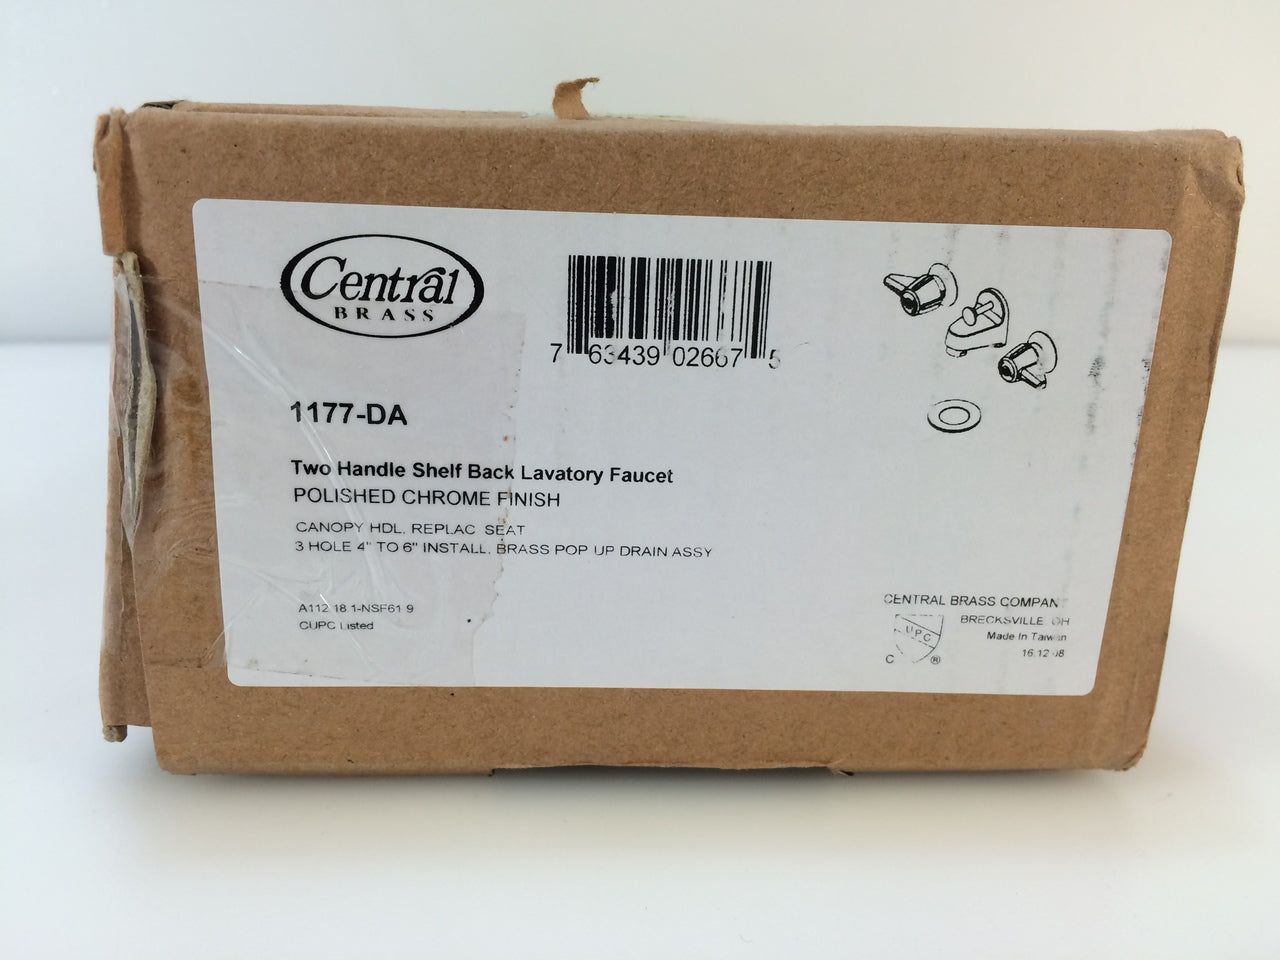 Central
BRASS
7 63439 02667 5
1177-DA
Two Handle Shelf Back Lavatory Faucet
POLISHED CHROME FINISH
CANOPY HDL. REPLAC SEAT
3 HOLE 4" TO 6" INSTALL. BRASS POP UP DRAIN ASSY
A112 18 1-NSF61 9
CUPC Listed
CENTRAL BRASS COMPAN
BRECKSVILLE OH
Made In Taiwan
16.12.08
UPC
C ®